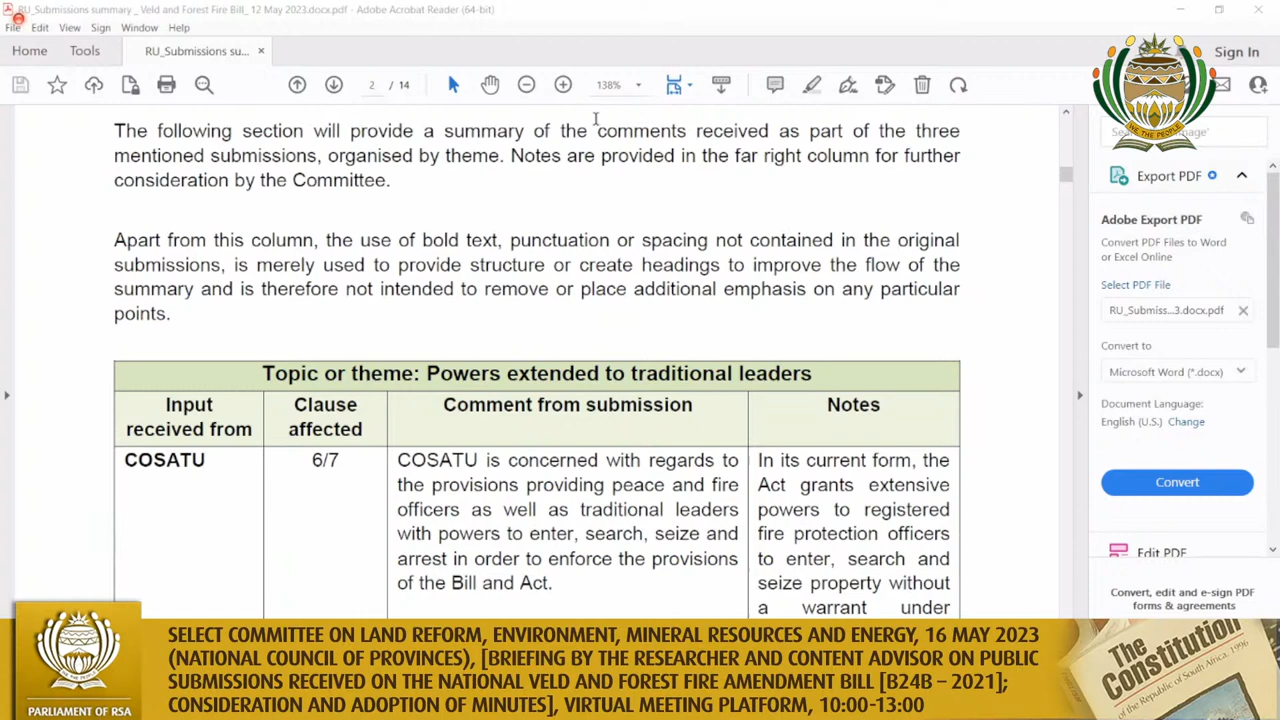 RU_Submissions summary _ Veld and Forest Fire Bill_ 12 May 2023.docx.pdf - Adobe Acrobat Reader (64-bit)
File Edit View Sign Window Help
Home Tools RU_Submissions su... × Sign In
2 / 14 138%
WE, THE PEOPLE
The following section will provide a summary of the comments received as part of the three
mentioned submissions, organised by theme. Notes are provided in the far right column for further
consideration by the Committee.
Apart from this column, the use of bold text, punctuation or spacing not contained in the original
submissions, is merely used to provide structure or create headings to improve the flow of the
summary and is therefore not intended to remove or place additional emphasis on any particular
points.
Topic or theme: Powers extended to traditional leaders
Input
received from
Clause
affected
Comment from submission
Notes
COSATU
6/7
COSATU is concerned with regards to
the provisions providing peace and fire
officers as well as traditional leaders
with powers to enter, search, seize and
arrest in order to enforce the provisions
of the Bill and Act.
In its current form, the
Act grants extensive
powers to registered
fire protection officers
to enter, search and
seize property without
a warrant under
Export PDF
Adobe Export PDF
Convert PDF Files to Word
or Excel Online
Select PDF File
RU_Submiss...3.docx.pdf
Convert to
Microsoft Word (*.docx)
Document Language:
English (U.S.) Change
Convert
Edit PDF
Convert, edit and e-sign PDF
forms & agreements
PARLIAMENT OF RSA
SELECT COMMITTEE ON LAND REFORM, ENVIRONMENT, MINERAL RESOURCES AND ENERGY, 16 MAY 2023
(NATIONAL COUNCIL OF PROVINCES), [BRIEFING BY THE RESEARCHER AND CONTENT ADVISOR ON PUBLIC
SUBMISSIONS RECEIVED ON THE NATIONAL VELD AND FOREST FIRE AMENDMENT BILL [B24B – 2021];
CONSIDERATION AND ADOPTION OF MINUTES], VIRTUAL MEETING PLATFORM, 10:00-13:00
The
Constitution
of the Republic of South Africa, 1996